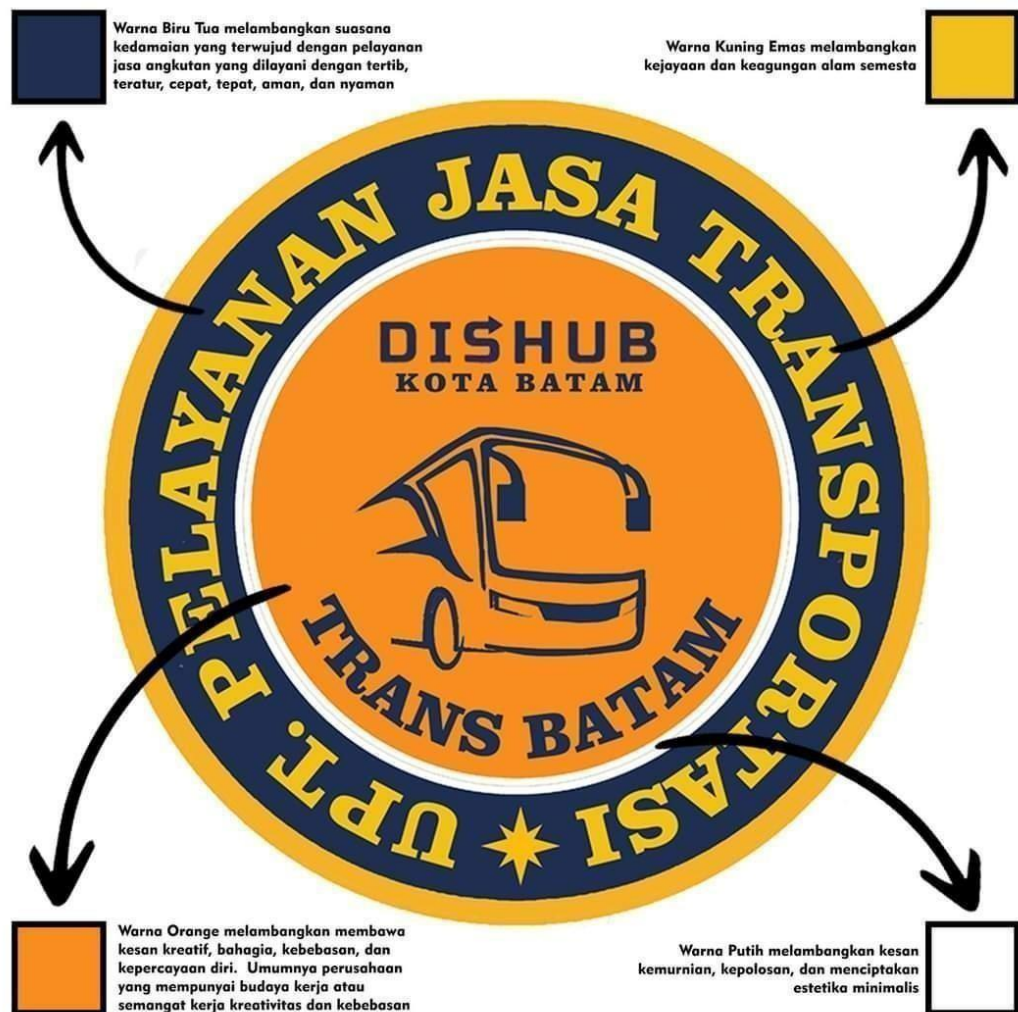 Warna Biru Tua melambangkan suasana
kedamaian yang terwujud dengan pelayanan
jasa angkutan yang dilayani dengan tertib,
teratur, cepat, tepat, aman, dan nyaman
Warna Kuning Emas melambangkan
kejayaan dan keagungan alam semesta
UPT. PELAYANAN JASA TRANSPORTASI
DISHUB
KOTA BATAM
TRANS BATAM
Warna Orange melambangkan membawa
kesan kreatif, bahagia, kebebasan, dan
kepercayaan diri. Umumnya perusahaan
yang mempunyai budaya kerja atau
semangat kerja kreativitas dan kebebasan
Warna Putih melambangkan kesan
kemurnian, kepolosan, dan menciptakan
estetika minimalis